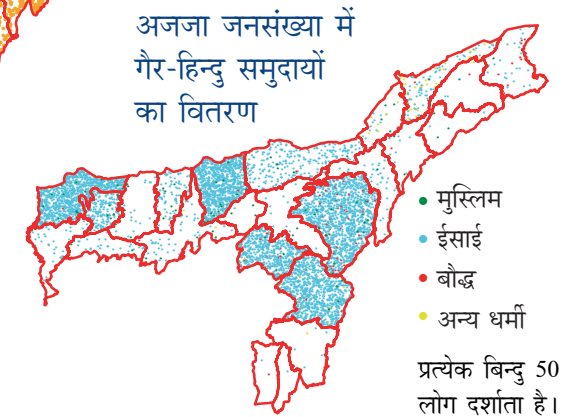 अजजा जनसंख्या में
गैर-हिन्दु समुदायों
का वितरण
मुस्लिम
ईसाई
बौद्ध
अन्य धर्मी
प्रत्येक बिन्दु 50
लोग दर्शाता है।